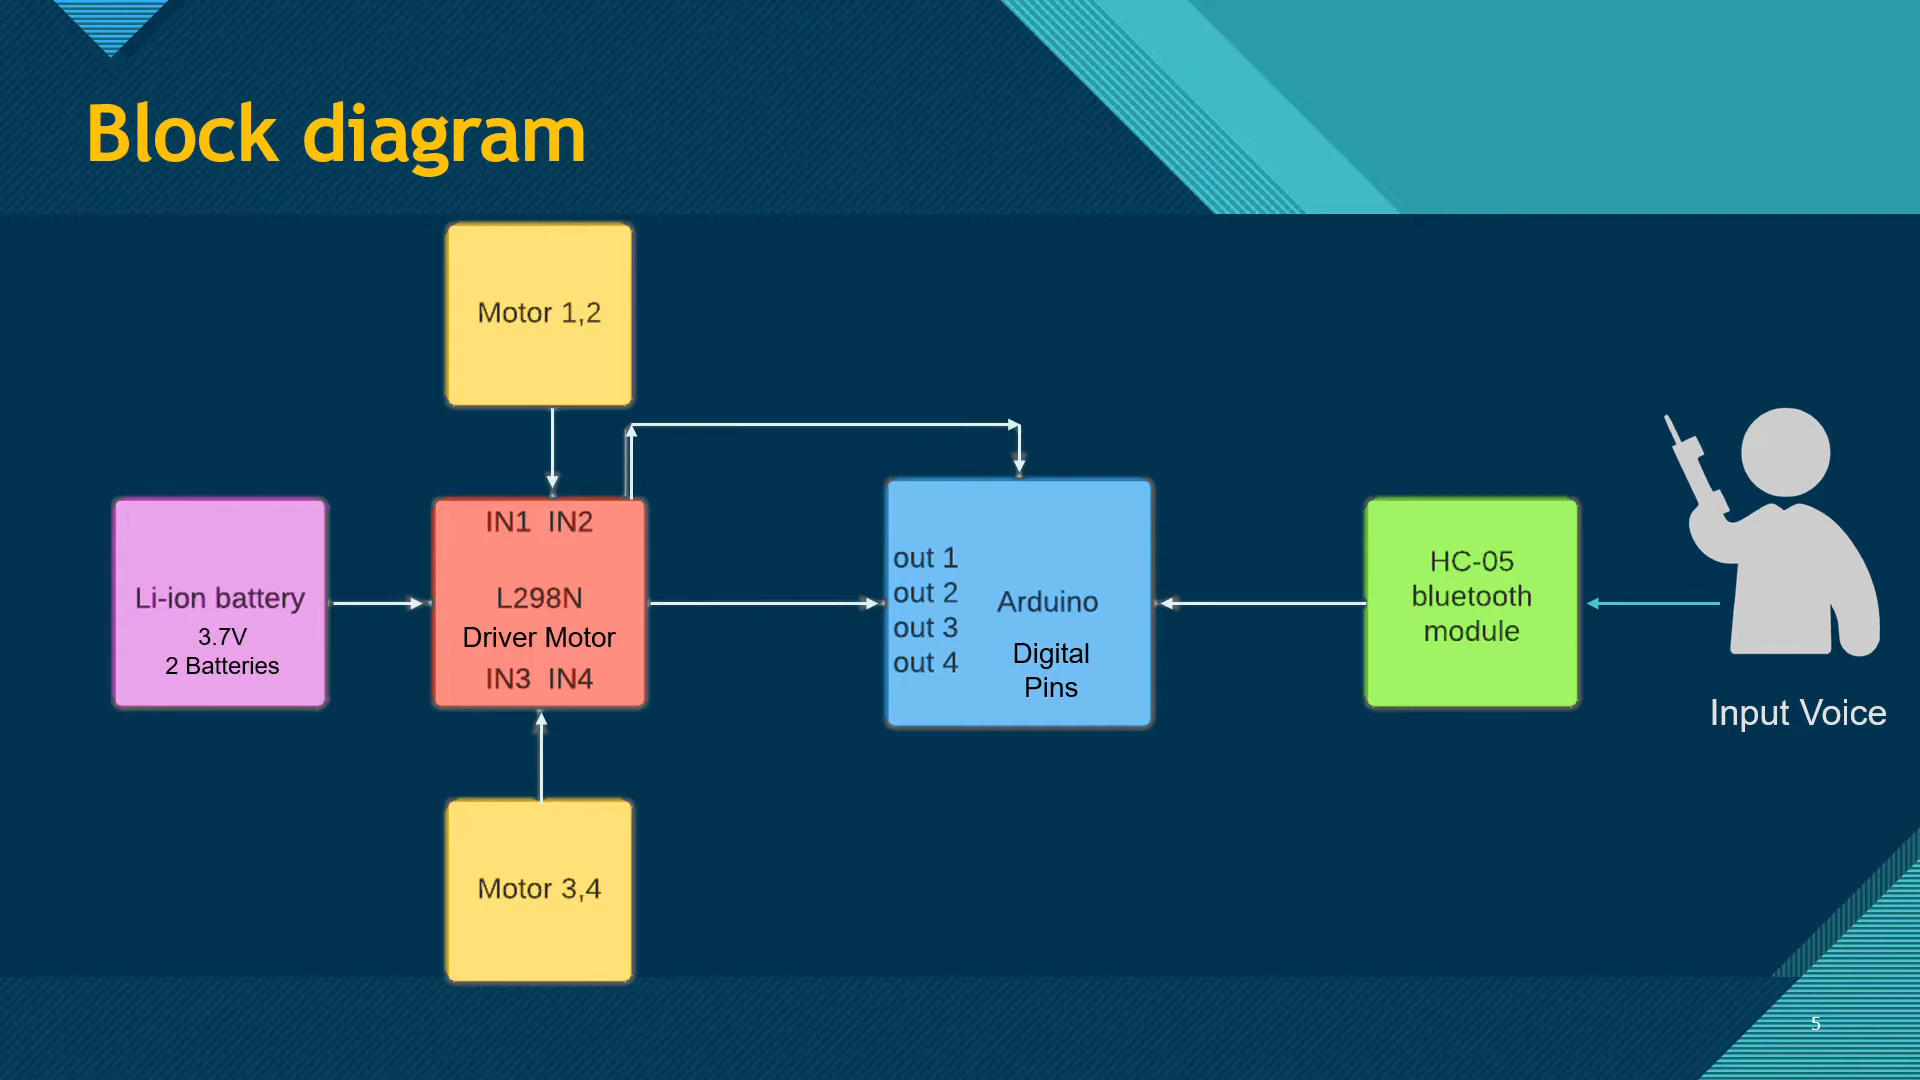 Block diagram
Motor 1,2
Li-ion battery
3.7V
2 Batteries
IN1 IN2
L298N
Driver Motor
IN3 IN4
out 1
out 2
out 3
out 4
Arduino
Digital
Pins
HC-05
bluetooth
module
Input Voice
Motor 3,4
5